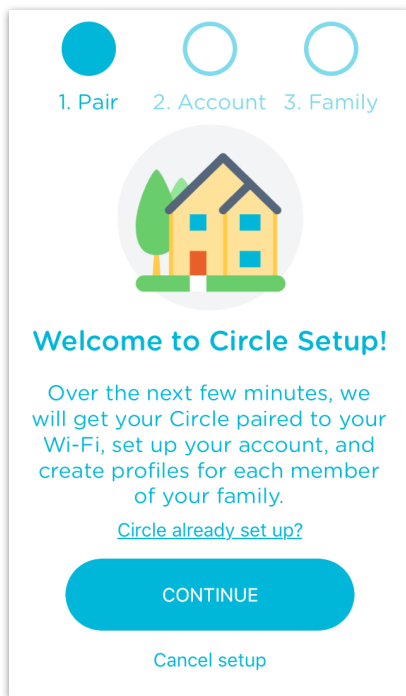 1. Pair 2. Account 3. Family
Welcome to Circle Setup!
Over the next few minutes, we
will get your Circle paired to your
Wi-Fi, set up your account, and
create profiles for each member
of your family.
Circle already set up?
CONTINUE
Cancel setup